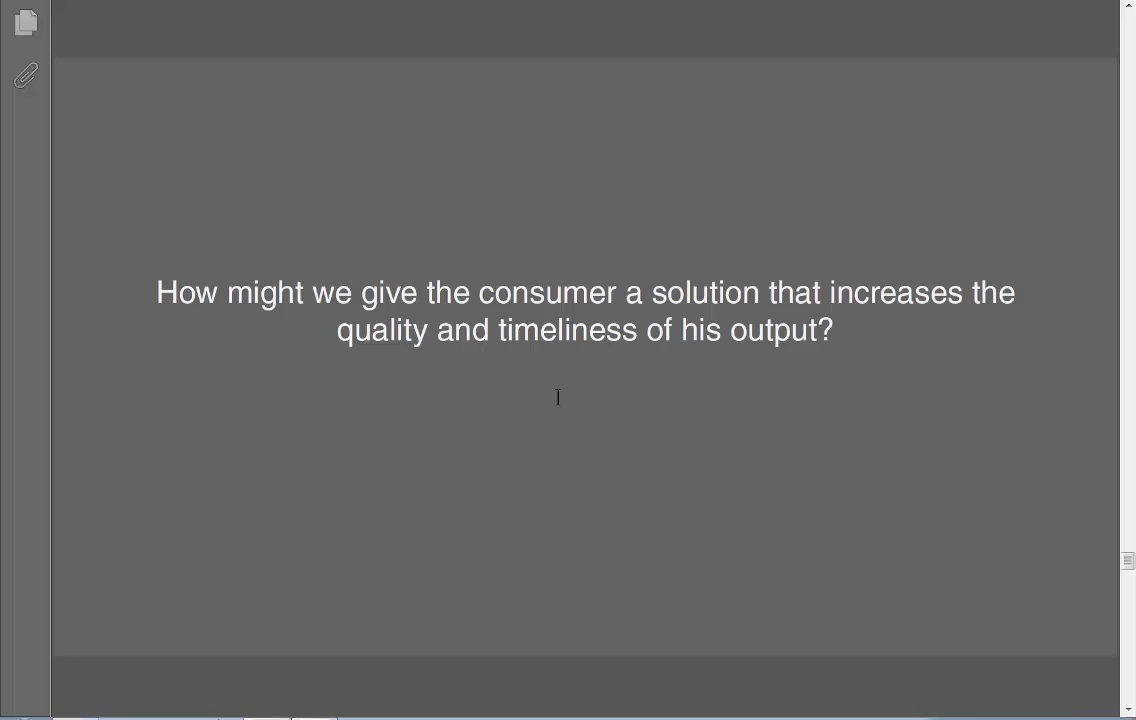 How might we give the consumer a solution that increases the
quality and timeliness of his output?